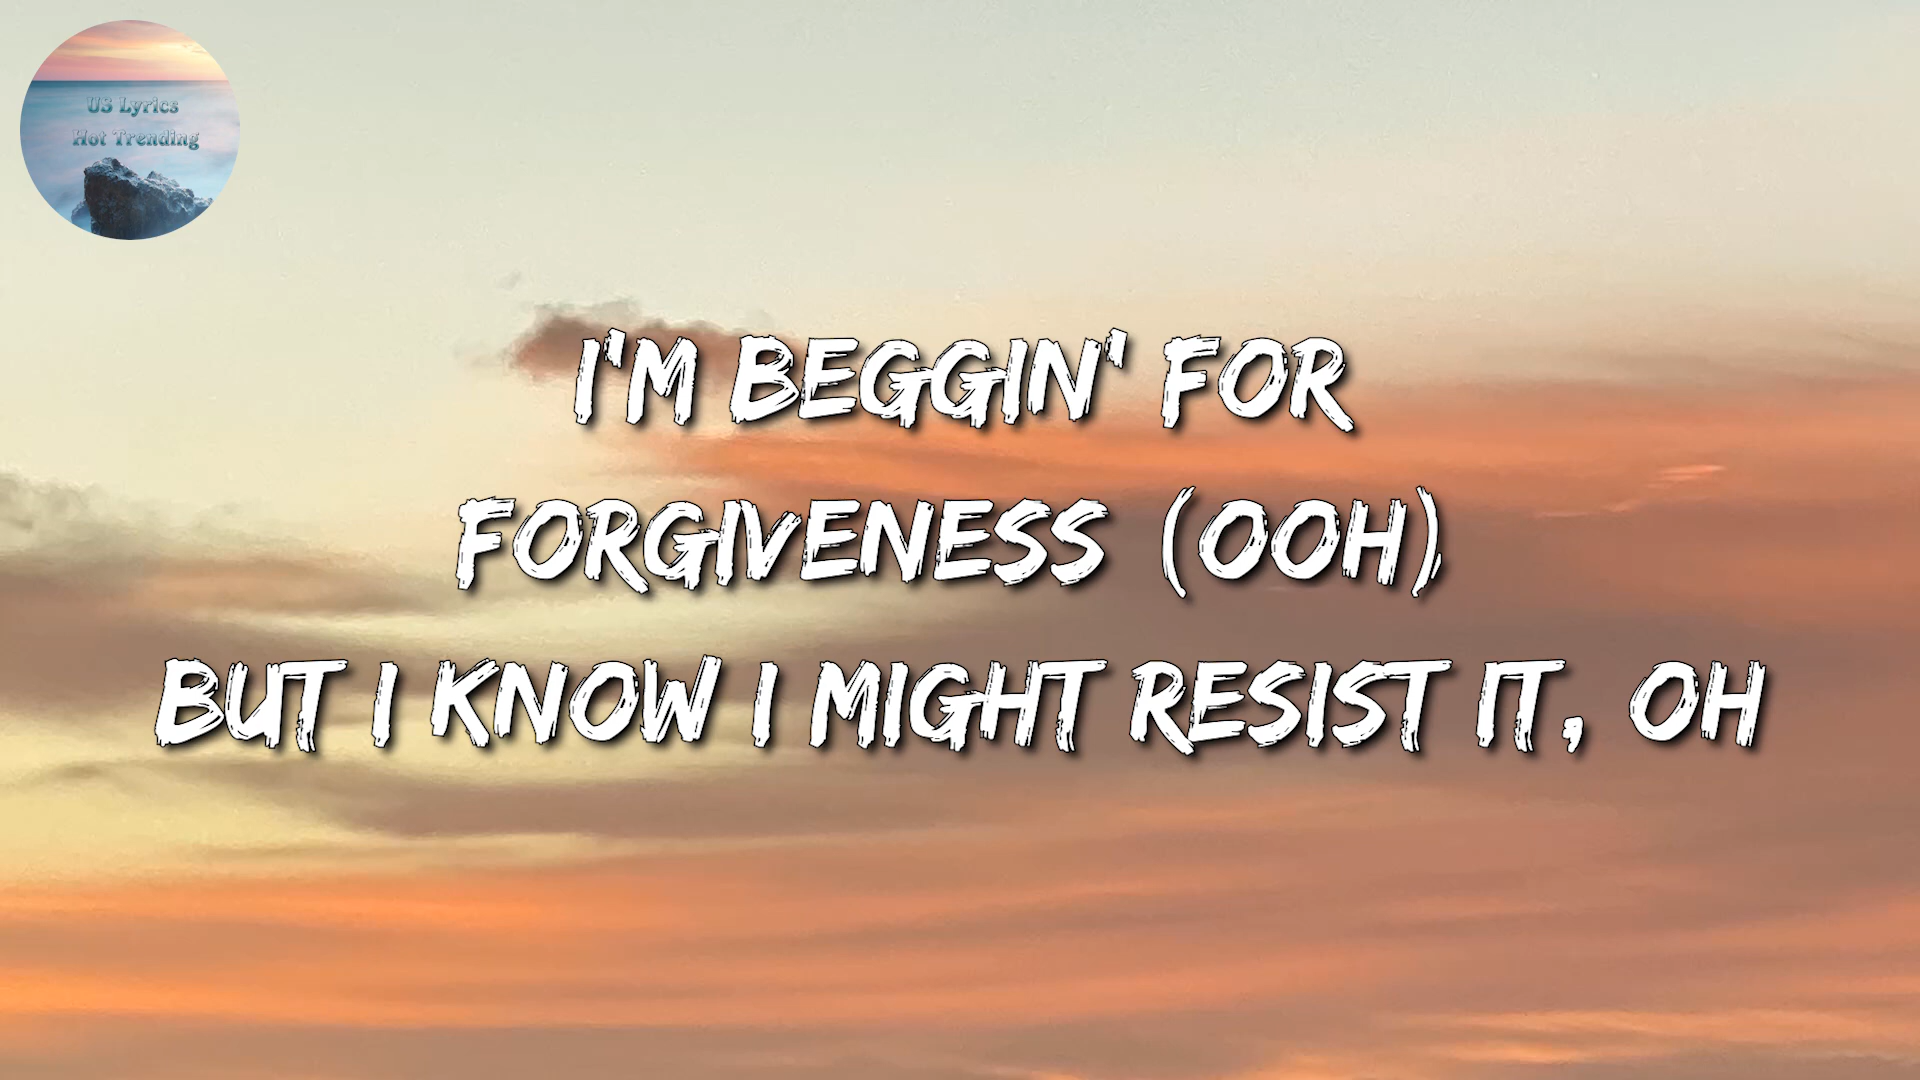 US Lyrics
Hot Trending
I'M BEGGIN' FOR
FORGIVENESS (OOH)
BUT I KNOW I MIGHT RESIST IT, OH